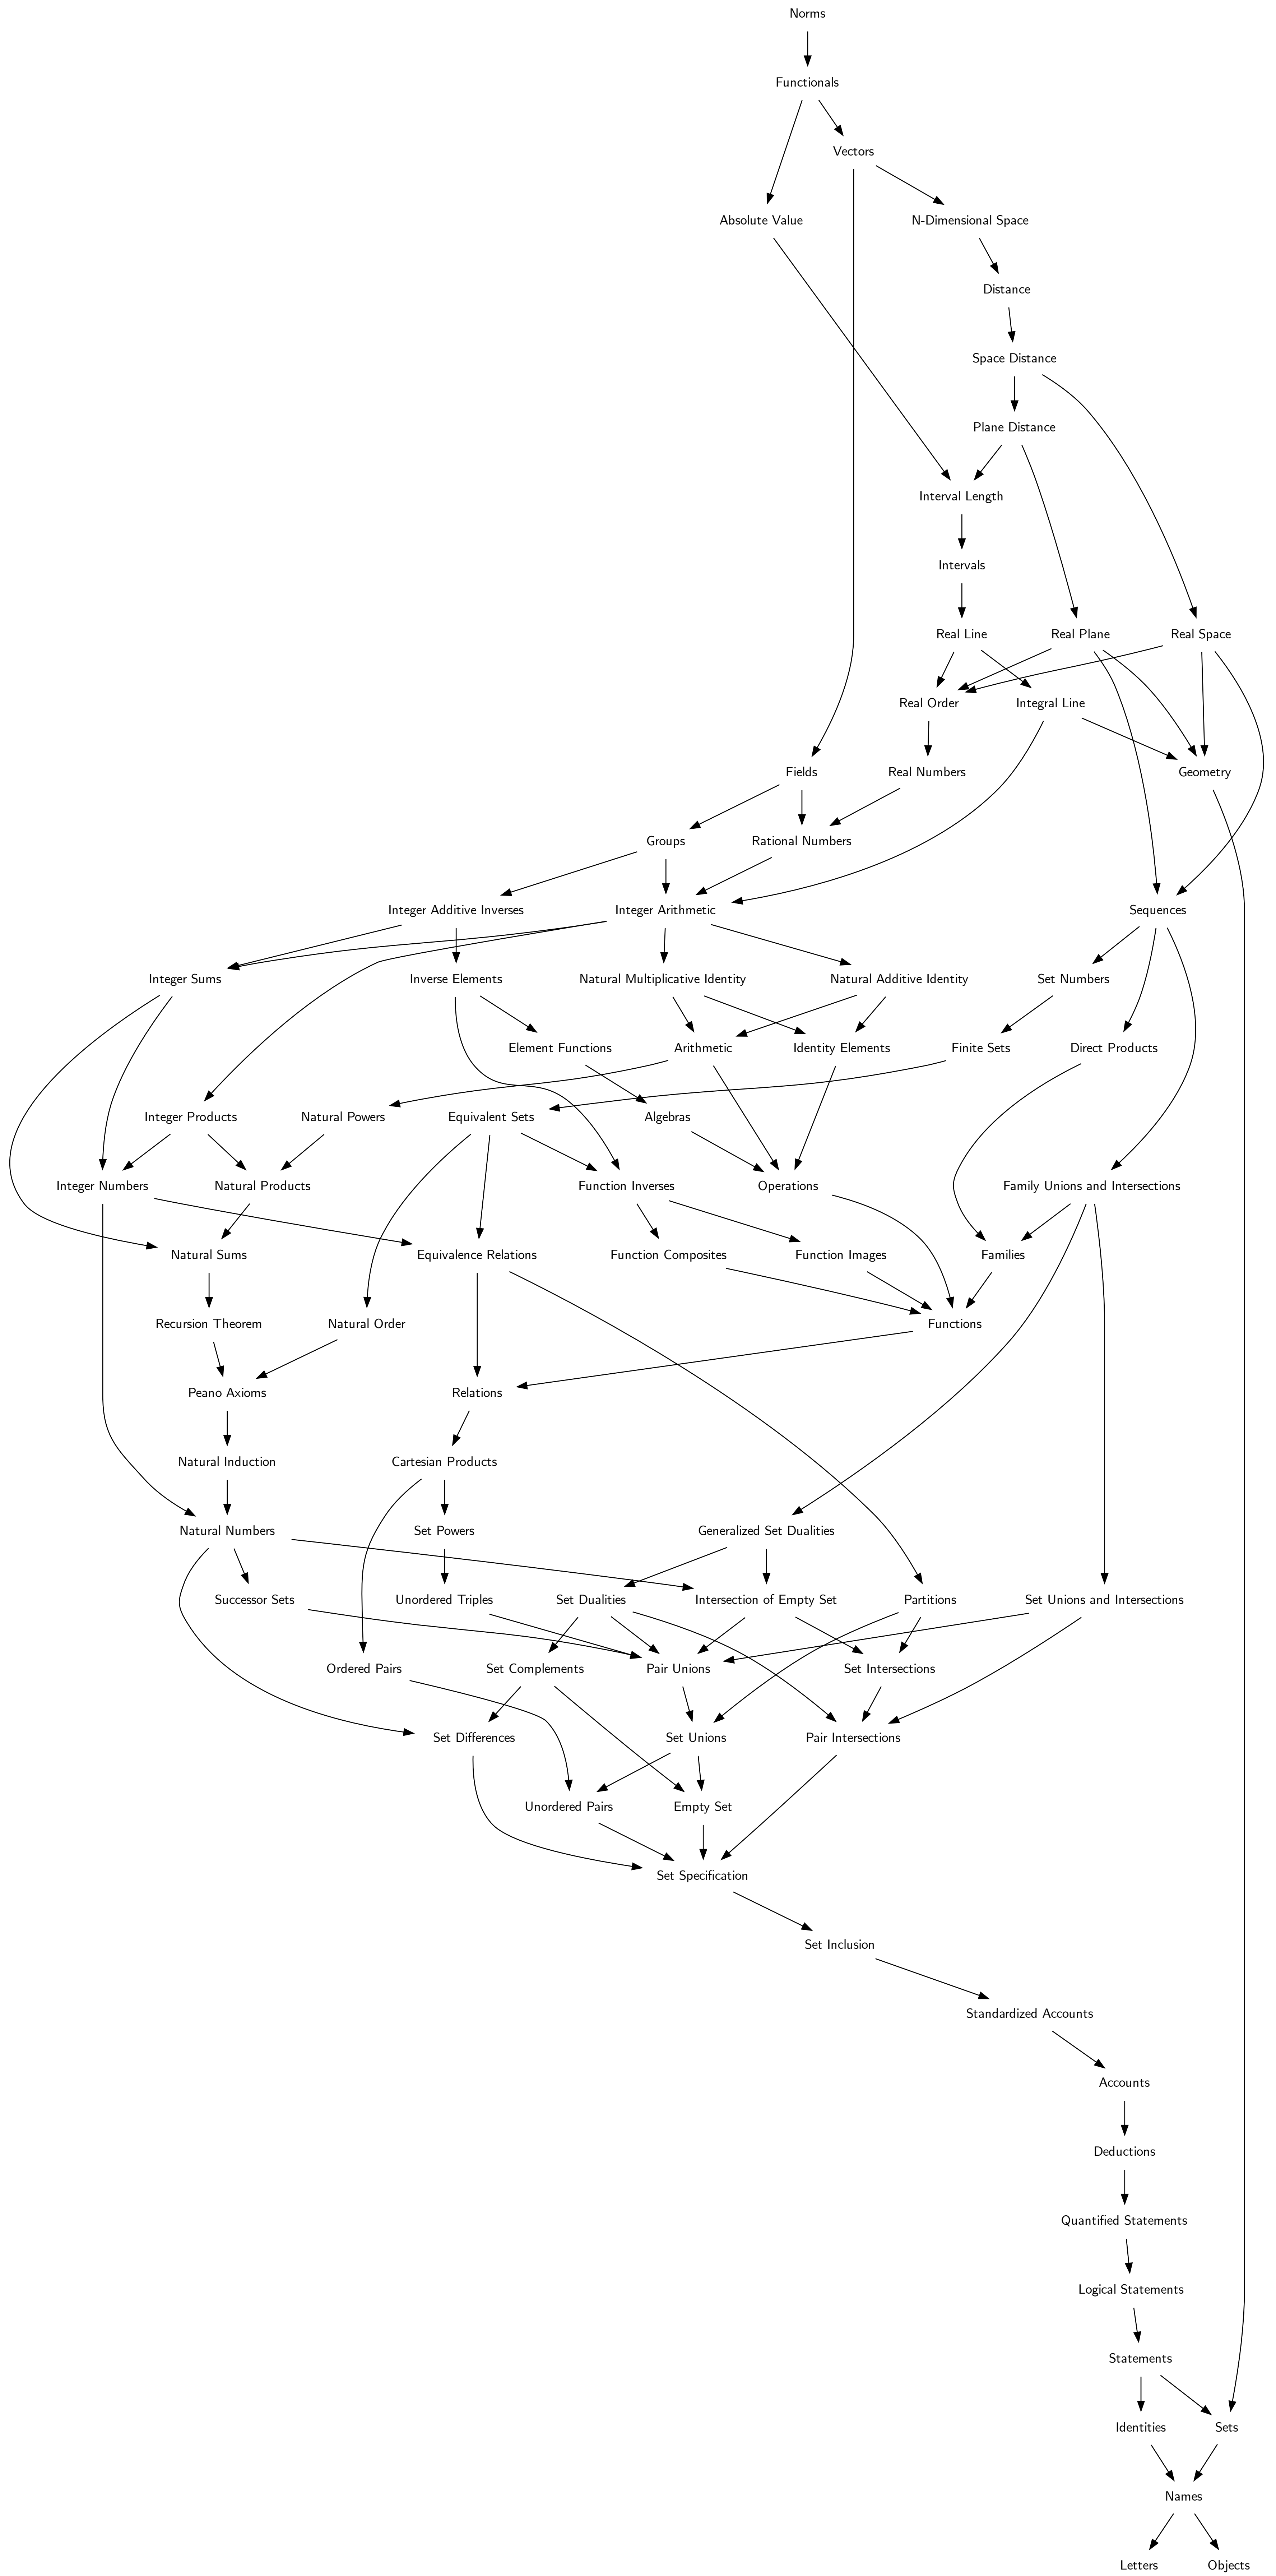 Norms
Functionals
Vectors
Absolute Value
N-Dimensional Space
Distance
Space Distance
Plane Distance
Interval Length
Intervals
Real Line
Real Plane
Real Space
Real Order
Integral Line
Fields
Real Numbers
Geometry
Groups
Rational Numbers
Integer Additive Inverses
Integer Arithmetic
Sequences
Integer Sums
Inverse Elements
Natural Multiplicative Identity
Natural Additive Identity
Set Numbers
Element Functions
Arithmetic
Identity Elements
Finite Sets
Direct Products
Integer Products
Natural Powers
Equivalent Sets
Algebras
Integer Numbers
Natural Products
Function Inverses
Operations
Family Unions and Intersections
Natural Sums
Equivalence Relations
Function Composites
Function Images
Families
Recursion Theorem
Natural Order
Functions
Peano Axioms
Relations
Natural Induction
Cartesian Products
Natural Numbers
Set Powers
Generalized Set Dualities
Successor Sets
Unordered Triples
Set Dualities
Intersection of Empty Set
Partitions
Set Unions and Intersections
Ordered Pairs
Set Complements
Pair Unions
Set Intersections
Set Differences
Set Unions
Pair Intersections
Unordered Pairs
Empty Set
Set Specification
Set Inclusion
Standardized Accounts
Accounts
Deductions
Quantified Statements
Logical Statements
Statements
Identities
Sets
Names
Letters
Objects